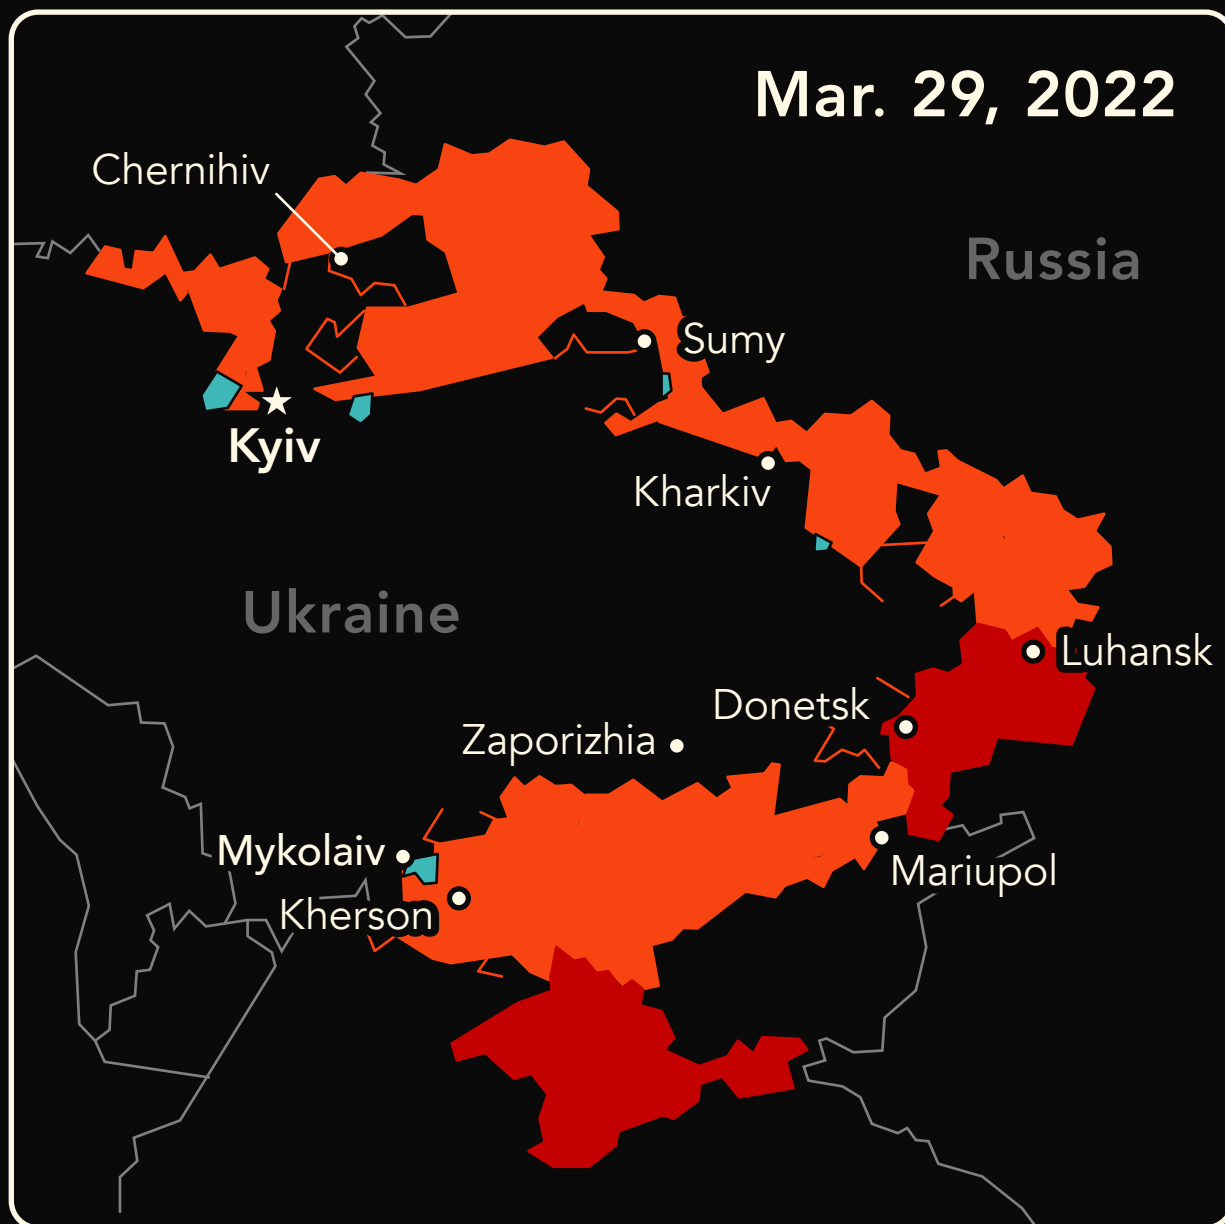 Mar. 29, 2022
Chernihiv
Russia
Sumy
Kyiv
Kharkiv
Ukraine
Luhansk
Donetsk
Zaporizhia
Mykolaiv
Mariupol
Kherson